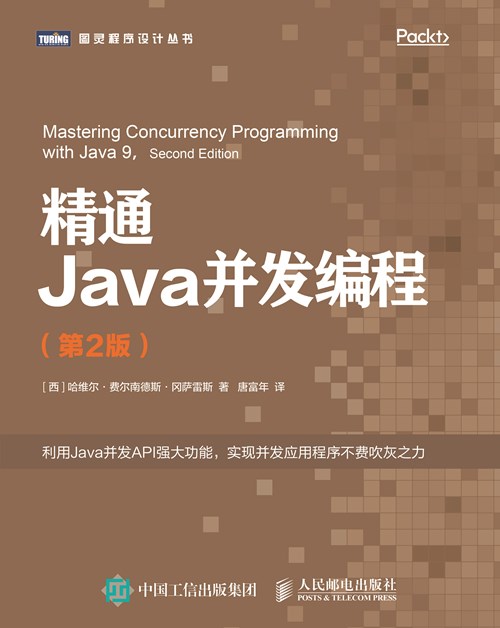 TURING 图灵程序设计丛书
Packt>
Mastering Concurrency Programming
with Java 9, Second Edition
精通
Java并发编程
（第2版）
［西］哈维尔·费尔南德斯·冈萨雷斯 著 唐富年 译
利用Java并发API强大功能，实现并发应用程序不费吹灰之力
中国工信出版集团
人民邮电出版社
POSTS & TELECOM PRESS